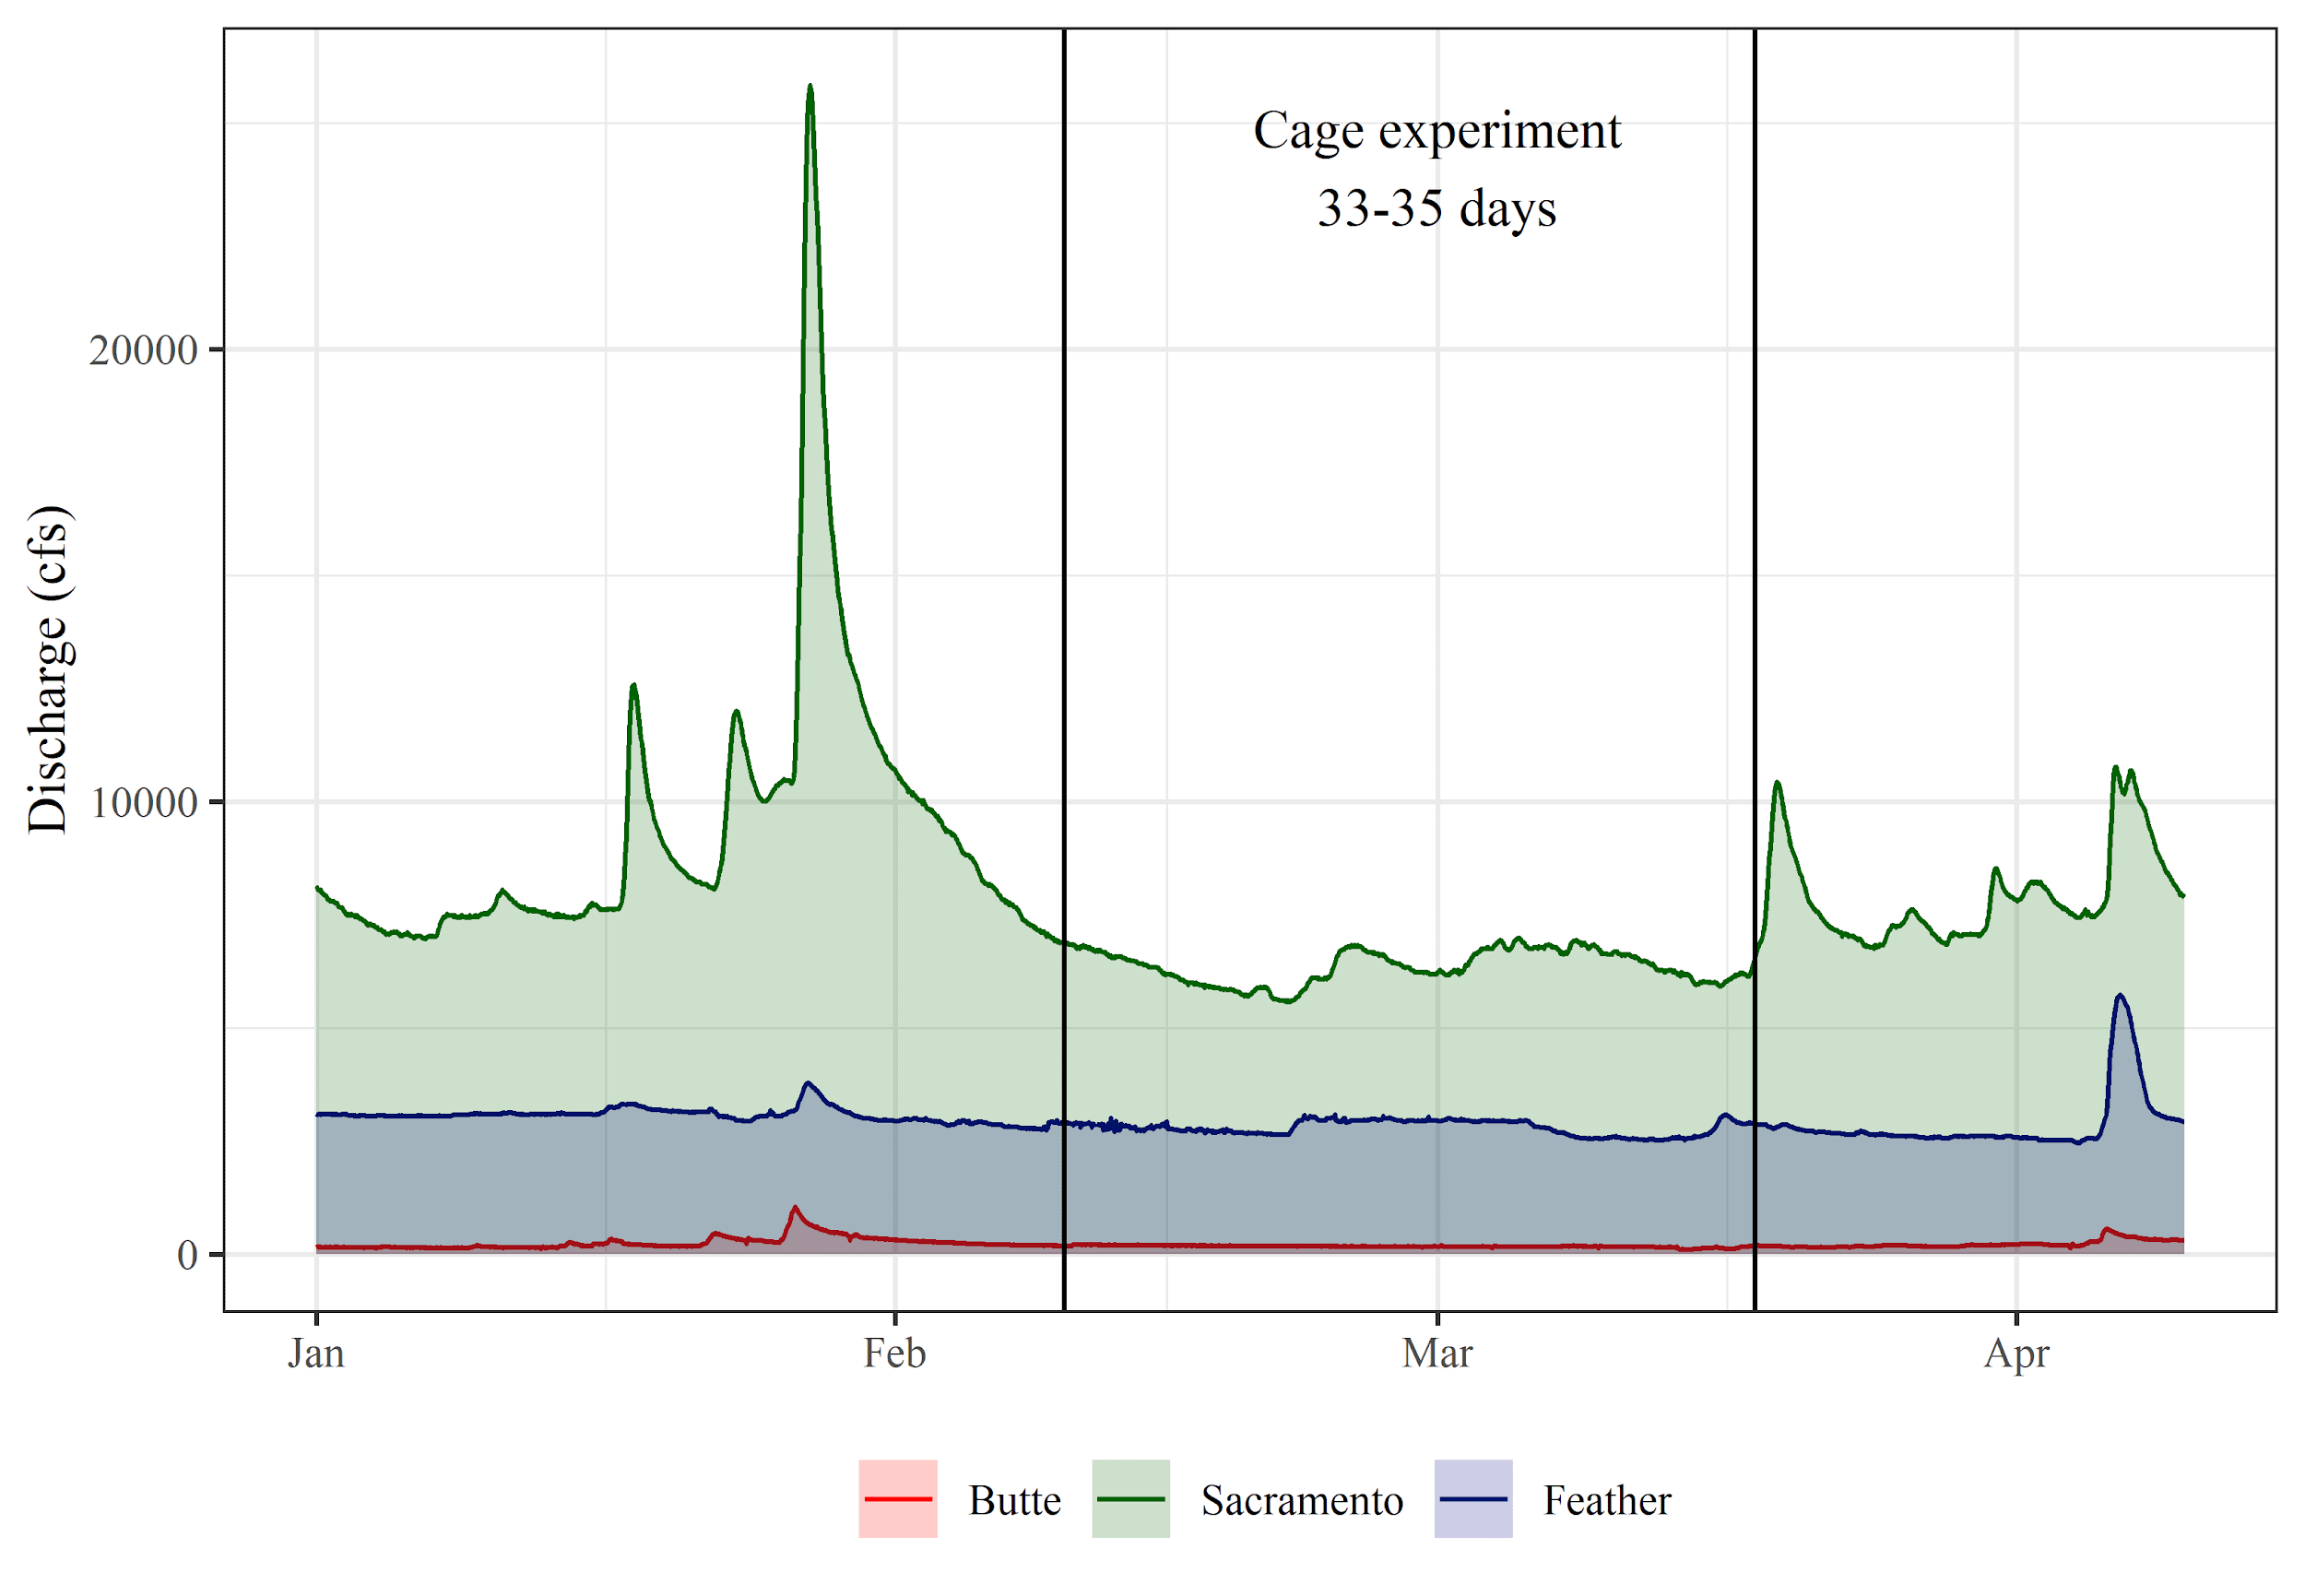 Cage experiment
33-35 days
Discharge (cfs)
20000
10000
0
Jan Feb Mar Apr
Butte Sacramento Feather